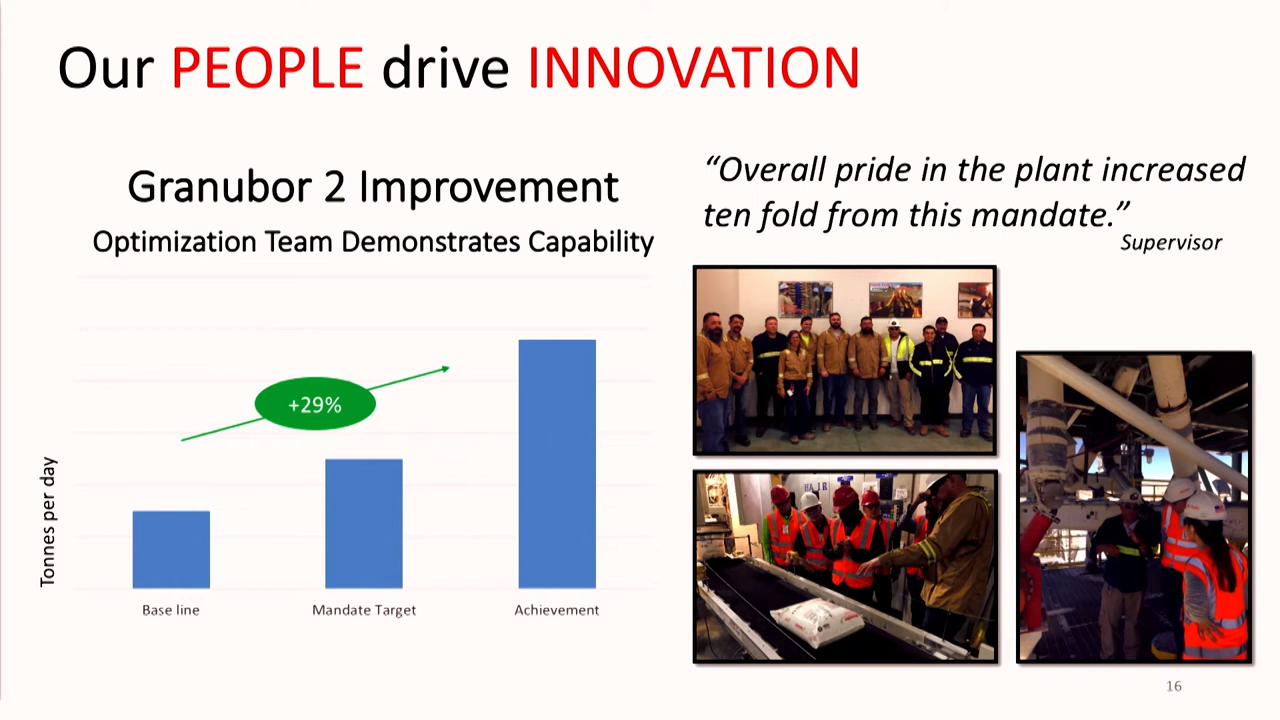 Our PEOPLE drive INNOVATION
Granubor 2 Improvement
Optimization Team Demonstrates Capability
“Overall pride in the plant increased
ten fold from this mandate.”
Supervisor
+29%
Tonnes per day
Base line
Mandate Target
Achievement
16